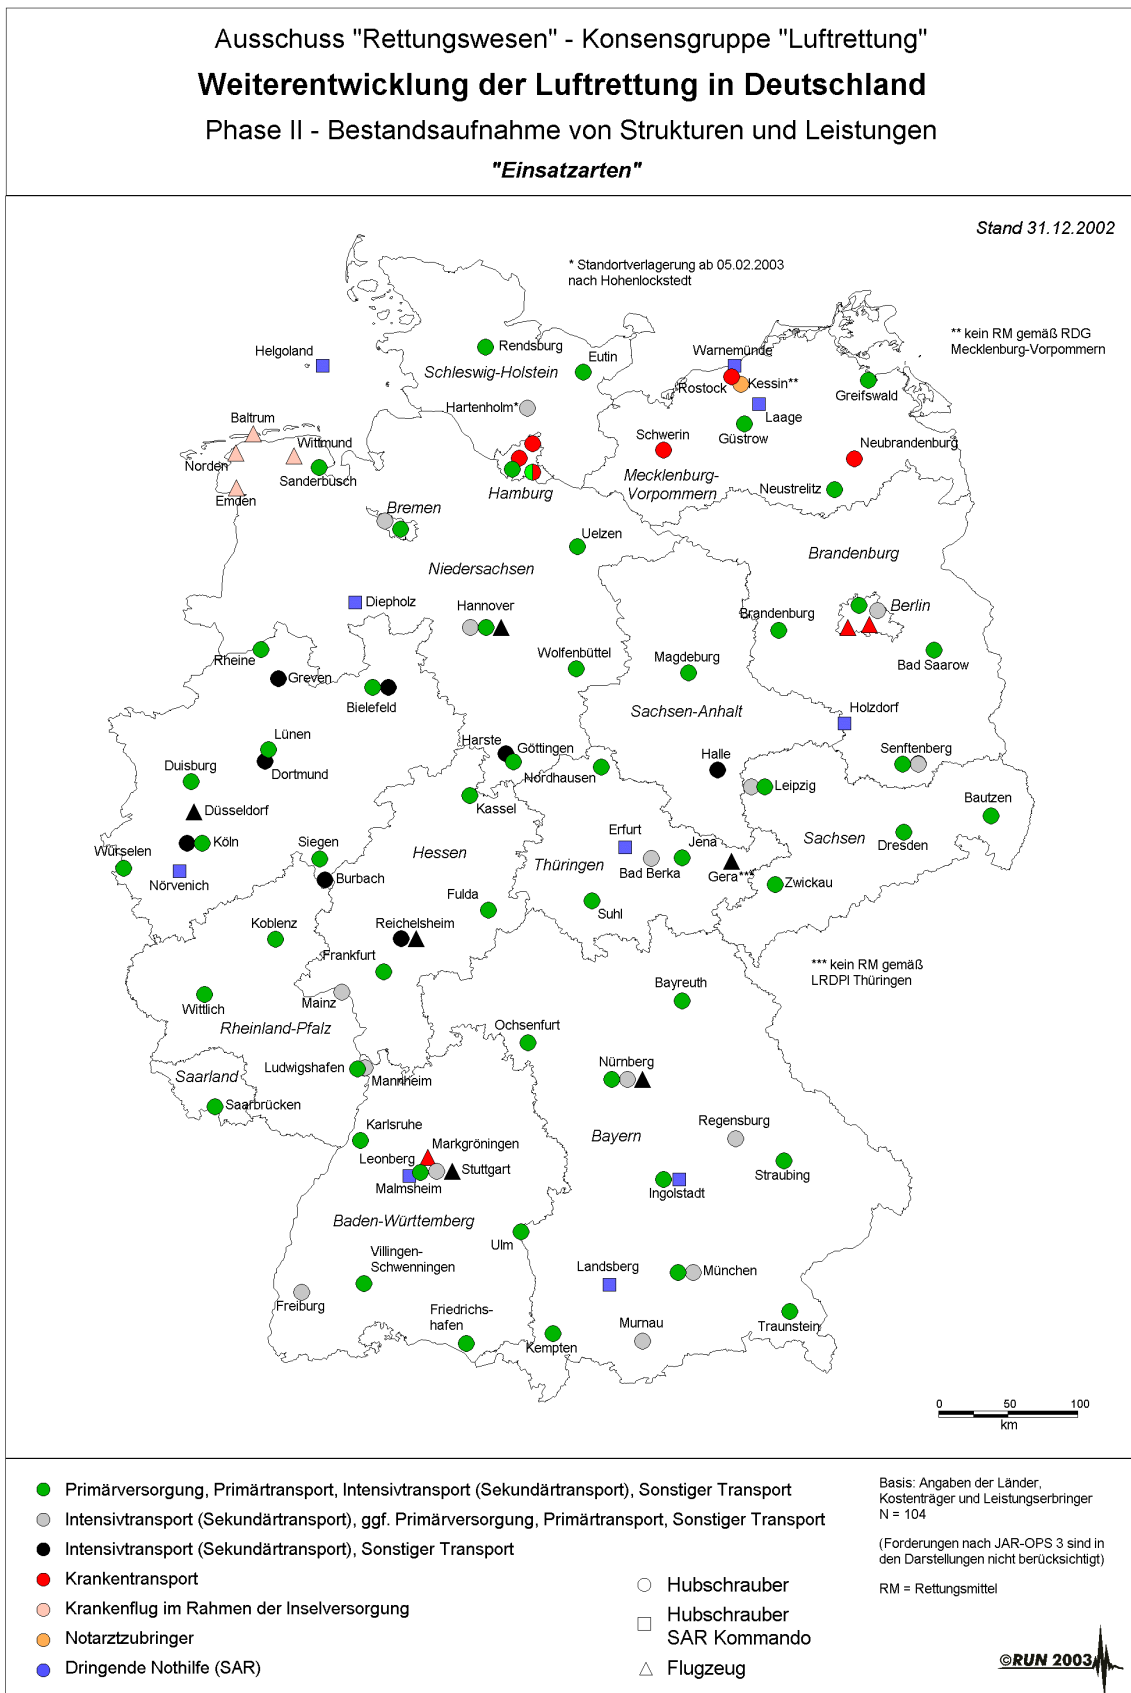 Ausschuss "Rettungswesen" - Konsensgruppe "Luftrettung"
Weiterentwicklung der Luftrettung in Deutschland
Phase II - Bestandsaufnahme von Strukturen und Leistungen
"Einsatzarten"
Stand 31.12.2002
* Standortverlagerung ab 05.02.2003
nach Hohenlockstedt
** kein RM gemäß RDG
Mecklenburg-Vorpommern
Helgoland
Rendsburg
Eutin
Schleswig-Holstein
Warnemünde
Rostock
Kessin**
Greifswald
Hartenholm*
Laage
Güstrow
Baltrum
Wittmund
Norden
Sanderbusch
Emden
Schwerin
Neubrandenburg
Mecklenburg-
Vorpommern
Neustrelitz
Hamburg
Bremen
Uelzen
Niedersachsen
Brandenburg
Diepholz
Hannover
Brandenburg
Berlin
Bad Saarow
Rheine
Greven
Bielefeld
Wolfenbüttel
Magdeburg
Sachsen-Anhalt
Holzdorf
Lünen
Dortmund
Duisburg
Düsseldorf
Harste
Göttingen
Nordhausen
Halle
Leipzig
Senftenberg
Kassel
Bautzen
Köln
Würselen
Nörvenich
Siegen
Burbach
Hessen
Thüringen
Erfurt
Bad Berka
Jena
Gera***
Sachsen
Dresden
Zwickau
Fulda
Suhl
Koblenz
Reichelsheim
Frankfurt
*** kein RM gemäß
LRDPl Thüringen
Wittlich
Mainz
Rheinland-Pfalz
Bayreuth
Ochsenfurt
Saarland
Ludwigshafen
Mannheim
Nürnberg
Saarbrücken
Karlsruhe
Markgröningen
Leonberg
Stuttgart
Malmsheim
Regensburg
Bayern
Straubing
Ingolstadt
Baden-Württemberg
Ulm
Villingen-
Schwenningen
Landsberg
München
Freiburg
Friedrichs-
hafen
Kempten
Murnau
Traunstein
0 50 100
km
Primärversorgung, Primärtransport, Intensivtransport (Sekundärtransport), Sonstiger Transport
Intensivtransport (Sekundärtransport), ggf. Primärversorgung, Primärtransport, Sonstiger Transport
Intensivtransport (Sekundärtransport), Sonstiger Transport
Krankentransport
Krankenflug im Rahmen der Inselversorgung
Notarztzubringer
Dringende Nothilfe (SAR)
Hubschrauber
Hubschrauber
SAR Kommando
Flugzeug
Basis: Angaben der Länder,
Kostenträger und Leistungserbringer
N = 104
(Forderungen nach JAR-OPS 3 sind in
den Darstellungen nicht berücksichtigt)
RM = Rettungsmittel
©RUN 2003